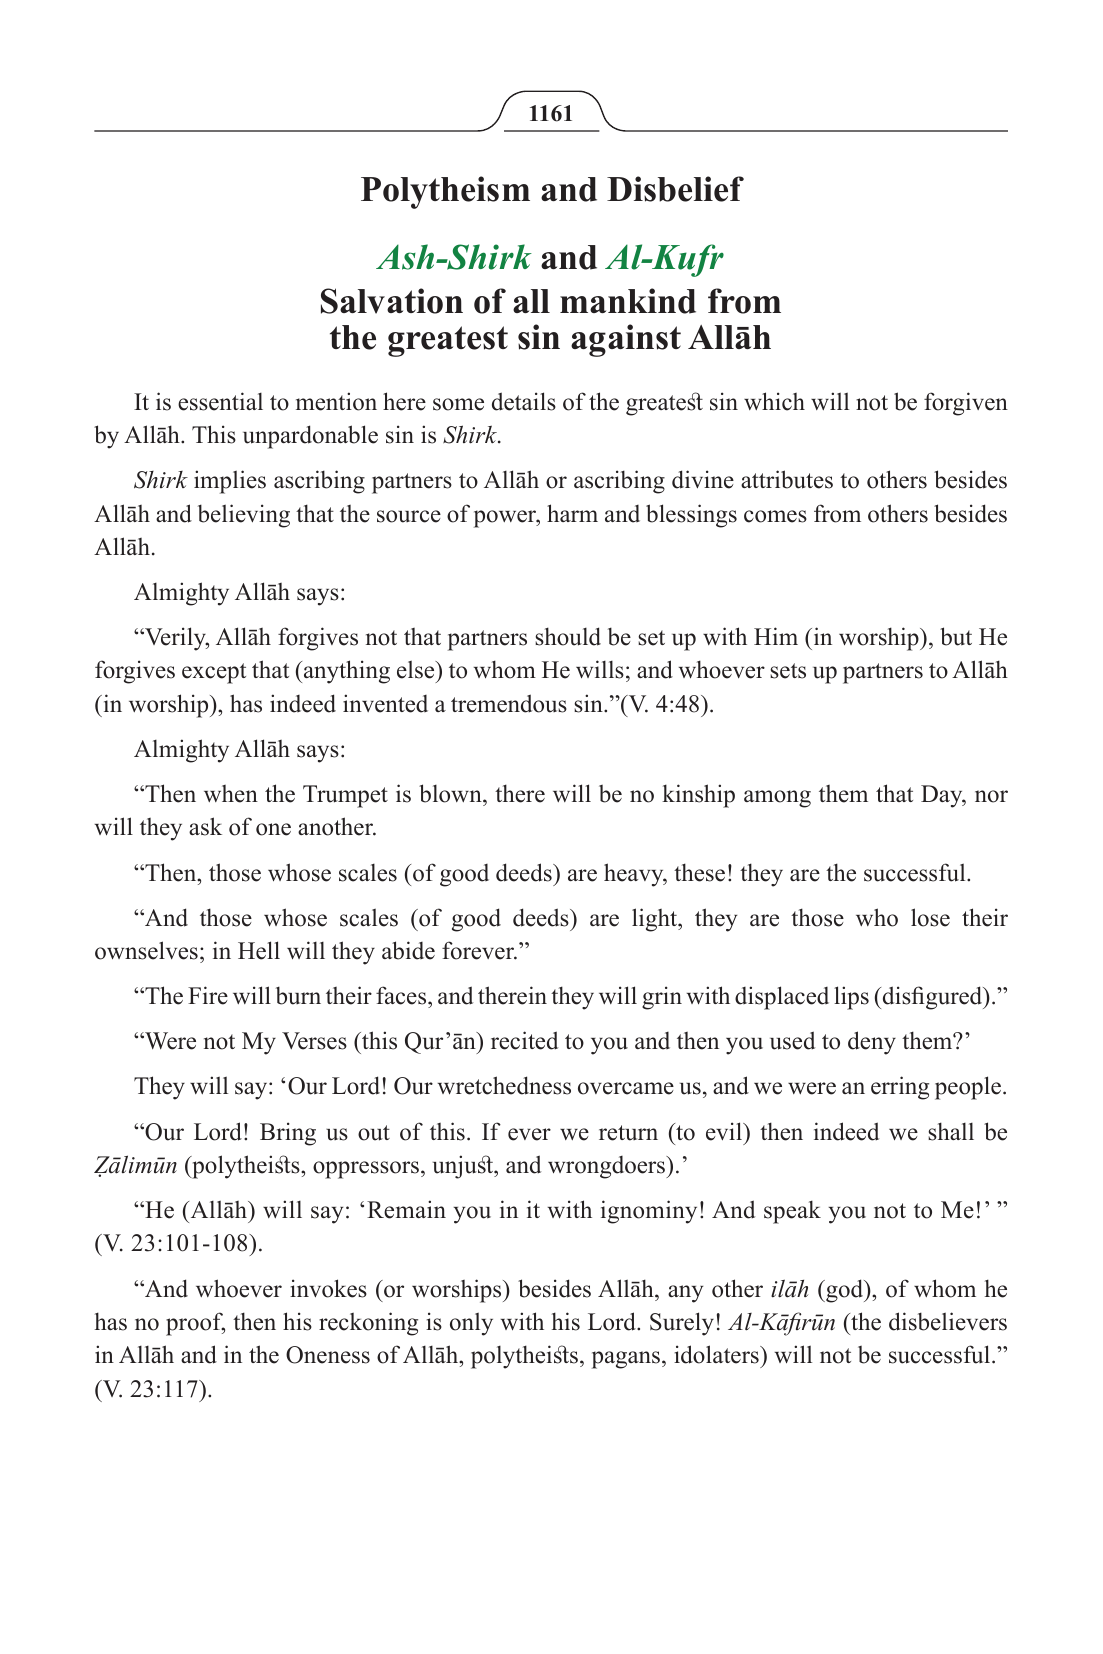 1161
Polytheism and Disbelief
Ash-Shirk and Al-Kufr
Salvation of all mankind from
the greatest sin against Allāh
It is essential to mention here some details of the greatest sin which will not be forgiven
by Allāh. This unpardonable sin is Shirk.
Shirk implies ascribing partners to Allāh or ascribing divine attributes to others besides
Allāh and believing that the source of power, harm and blessings comes from others besides
Allāh.
Almighty Allāh says:
“Verily, Allāh forgives not that partners should be set up with Him (in worship), but He
forgives except that (anything else) to whom He wills; and whoever sets up partners to Allāh
(in worship), has indeed invented a tremendous sin.”(V. 4:48).
Almighty Allāh says:
“Then when the Trumpet is blown, there will be no kinship among them that Day, nor
will they ask of one another.
“Then, those whose scales (of good deeds) are heavy, these! they are the successful.
“And those whose scales (of good deeds) are light, they are those who lose their
ownselves; in Hell will they abide forever.”
“The Fire will burn their faces, and therein they will grin with displaced lips (disfigured).”
“Were not My Verses (this Qur’ān) recited to you and then you used to deny them?’
They will say: ‘Our Lord! Our wretchedness overcame us, and we were an erring people.
“Our Lord! Bring us out of this. If ever we return (to evil) then indeed we shall be
Ẓālimūn (polytheists, oppressors, unjust, and wrongdoers).’
“He (Allāh) will say: ‘Remain you in it with ignominy! And speak you not to Me!’ ”
(V. 23:101-108).
“And whoever invokes (or worships) besides Allāh, any other ilāh (god), of whom he
has no proof, then his reckoning is only with his Lord. Surely! Al-Kāfirūn (the disbelievers
in Allāh and in the Oneness of Allāh, polytheists, pagans, idolaters) will not be successful.”
(V. 23:117).